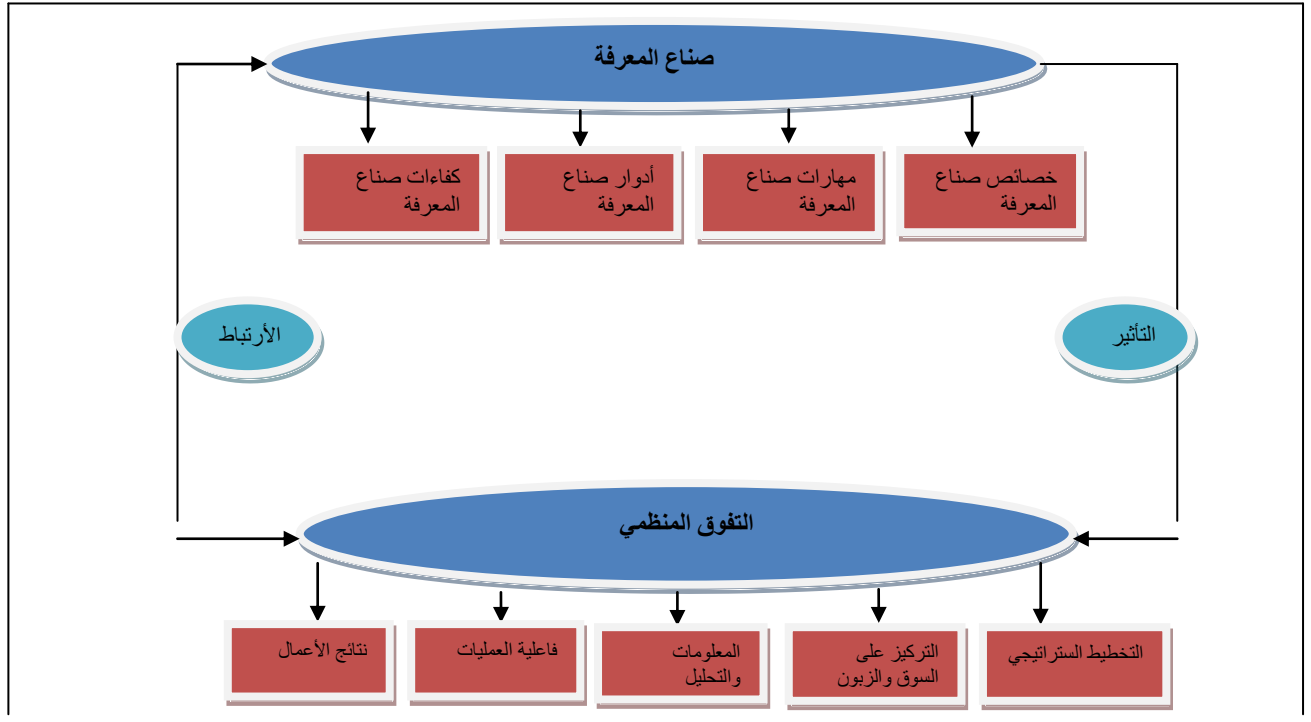 صناع المعرفة
خصائص صناع
المعرفة
مهارات صناع
المعرفة
أدوار صناع
المعرفة
كفاءات صناع
المعرفة
التأثير
الأرتباط
التفوق المنظمي
التخطيط الستراتيجي
التركيز على
السوق والزبون
المعلومات
والتحليل
فاعلية العمليات
نتائج الأعمال